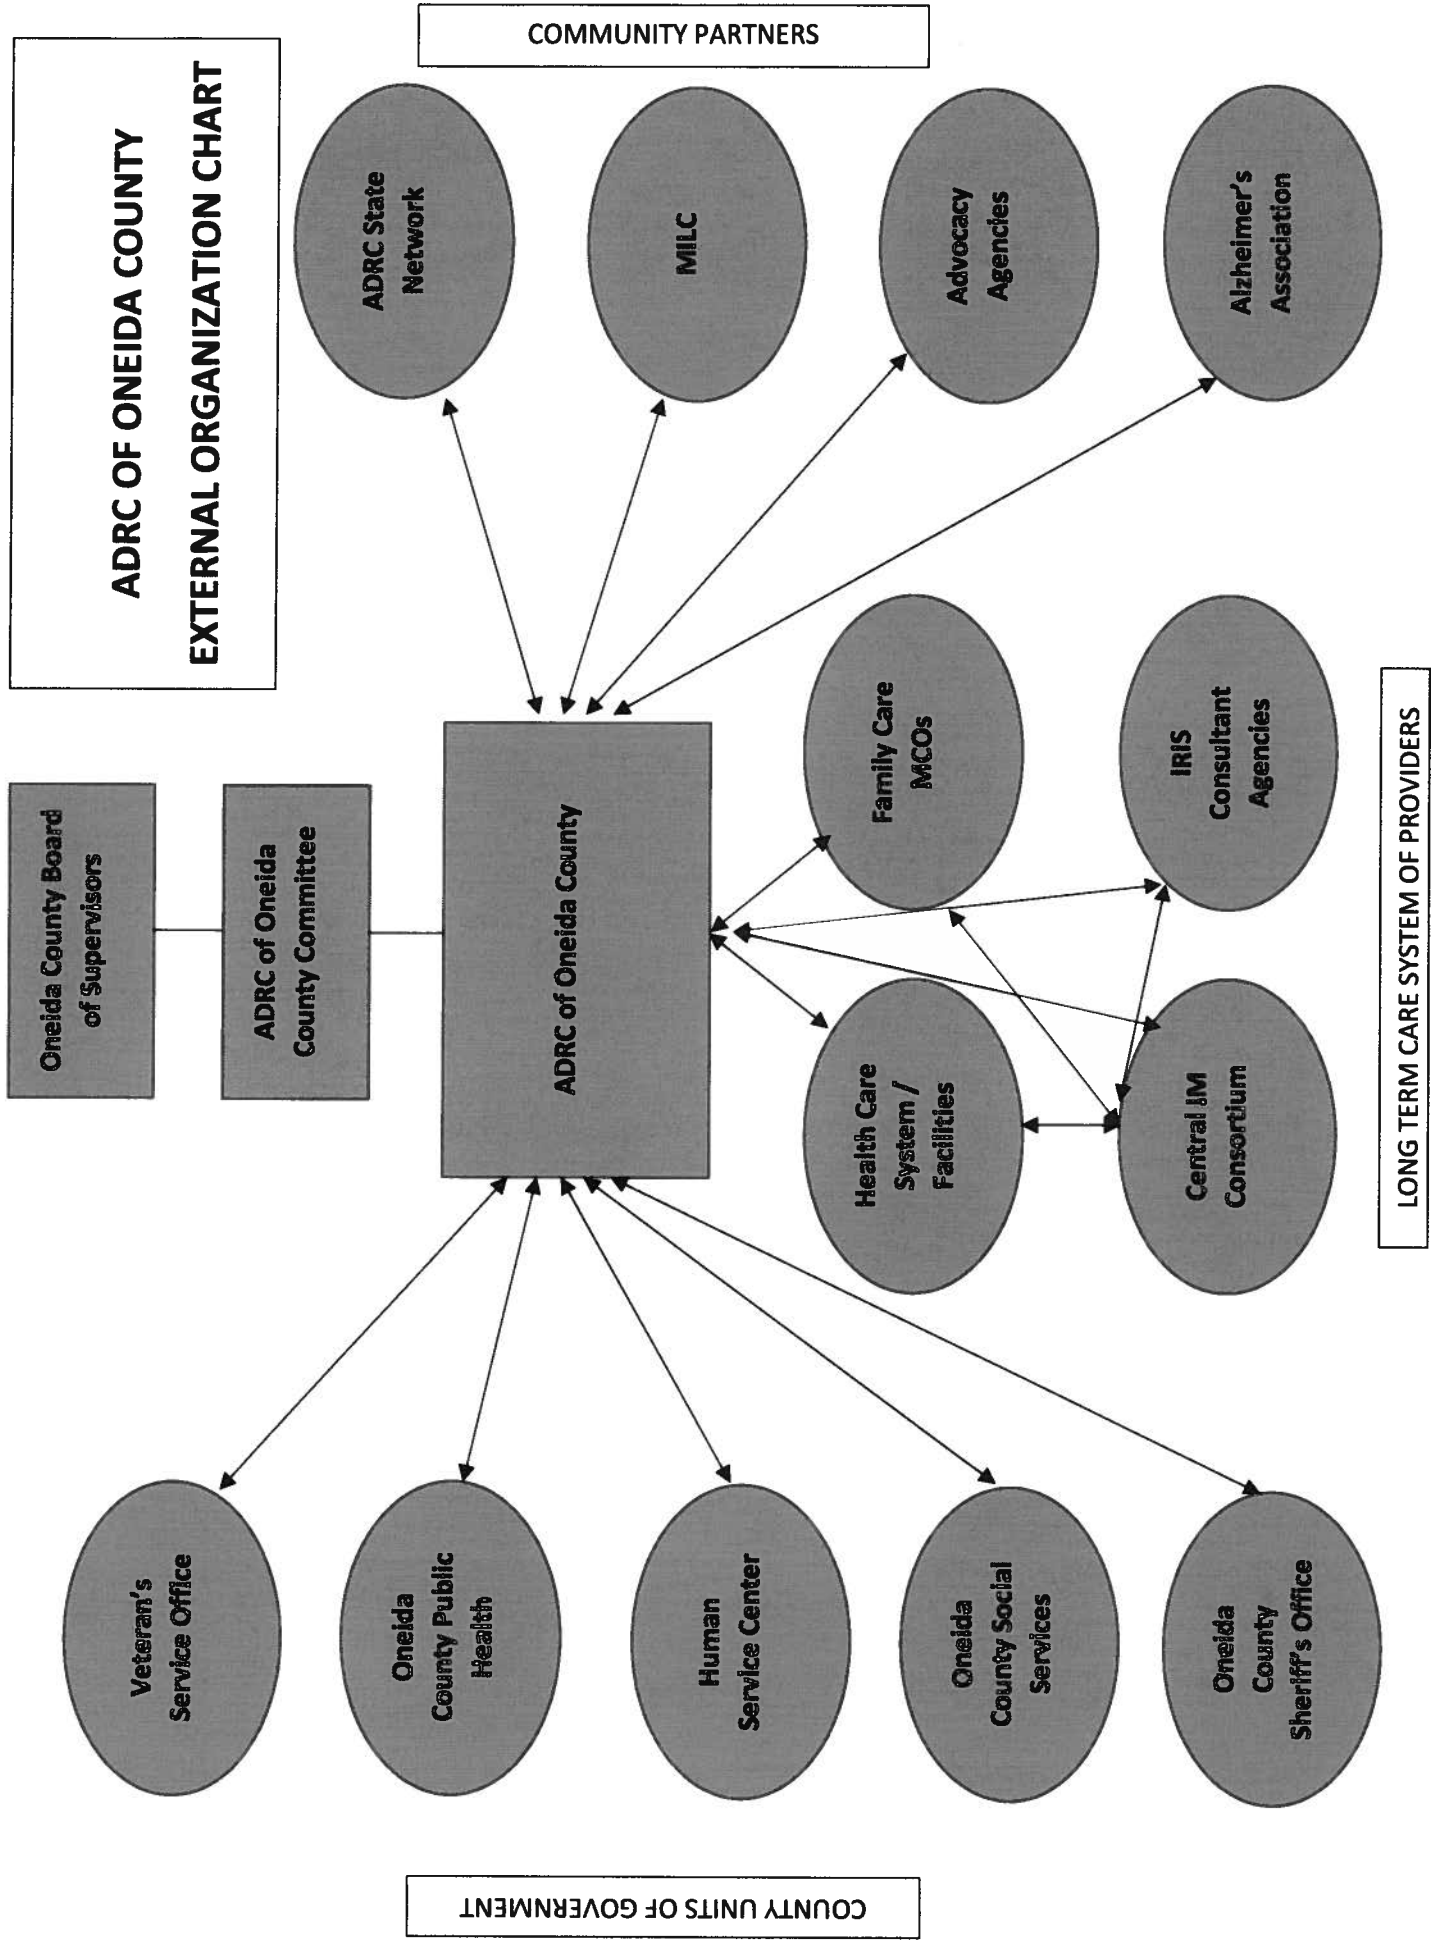 ADRC OF ONEIDA COUNTY
EXTERNAL ORGANIZATION CHART
Oneida County Board
of Supervisors
ADRC of Oneida
County Committee
ADRC of Oneida County
COUNTY UNITS OF GOVERNMENT
Veteran's
Service Office
Oneida
County Public
Health
Human
Service Center
Oneida
County Social
Services
Oneida
County
Sheriff's Office
COMMUNITY PARTNERS
ADRC State
Network
MILC
Advocacy
Agencies
Alzheimer's
Association
Health Care
System /
Facilities
Family Care
MCOs
Central IM
Consortium
IRIS
Consultant
Agencies
LONG TERM CARE SYSTEM OF PROVIDERS